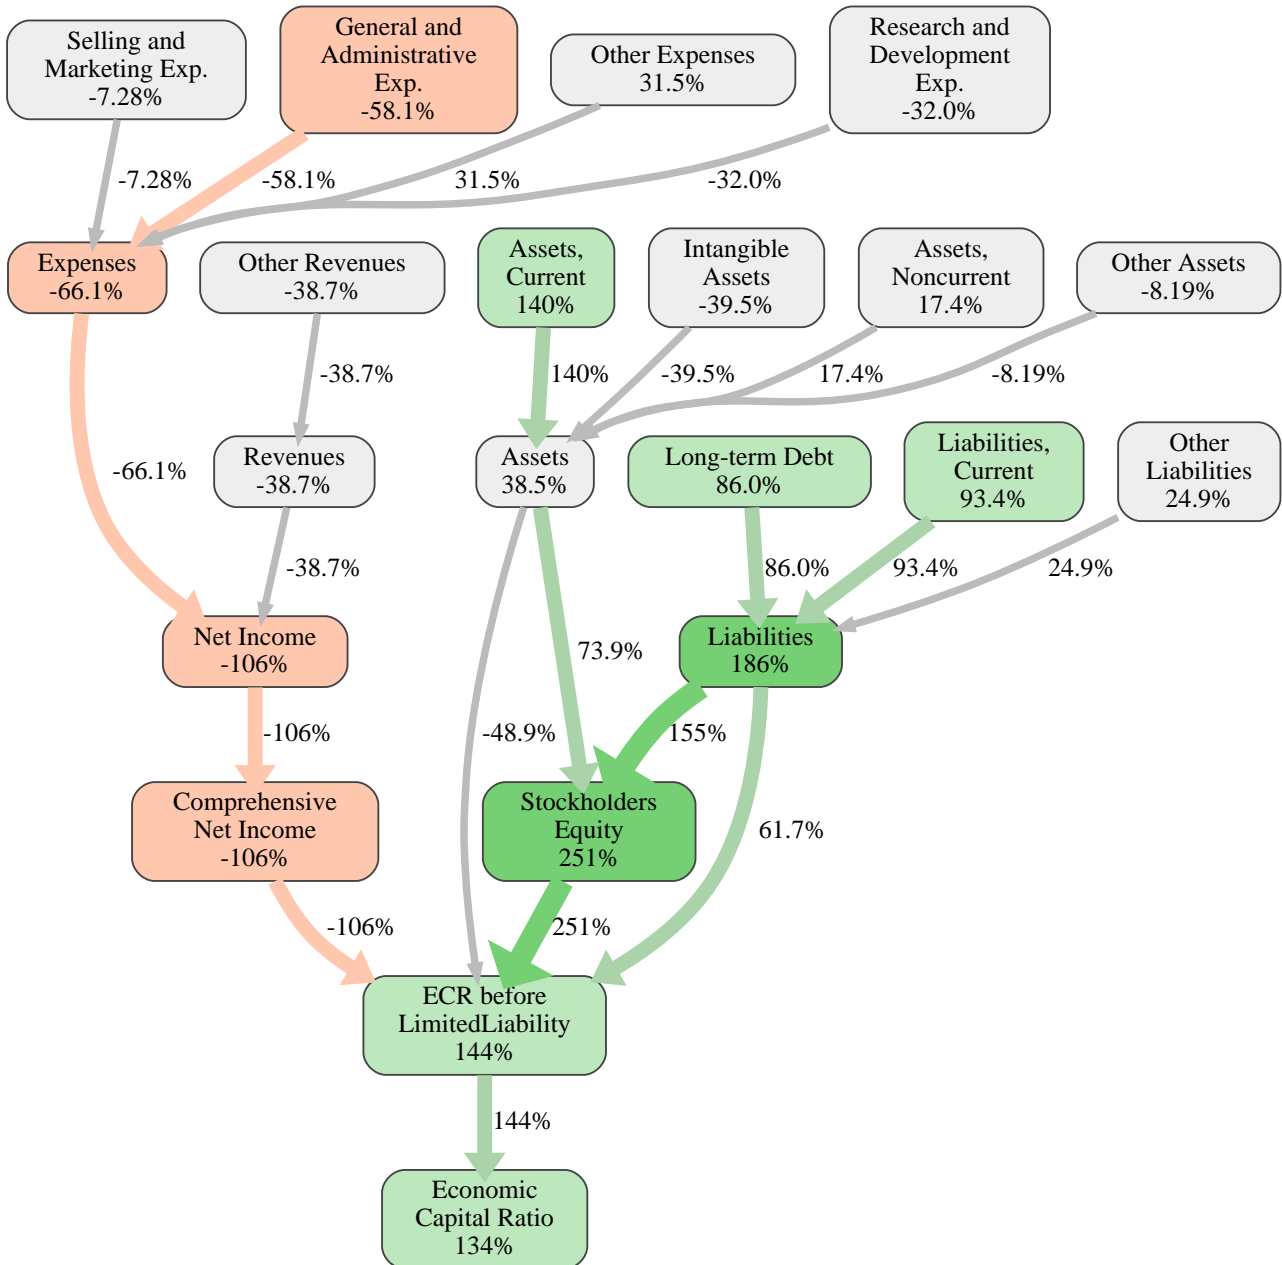 Selling and
Marketing Exp.
-7.28%
General and
Administrative
Exp.
-58.1%
Other Expenses
31.5%
Research and
Development
Exp.
-32.0%
-7.28%
-58.1%
31.5%
-32.0%
Expenses
-66.1%
Other Revenues
-38.7%
Assets,
Current
140%
Intangible
Assets
-39.5%
Assets,
Noncurrent
17.4%
Other Assets
-8.19%
-38.7%
140%
-39.5%
17.4%
-8.19%
-66.1%
Revenues
-38.7%
Assets
38.5%
Long-term Debt
86.0%
Liabilities,
Current
93.4%
Other
Liabilities
24.9%
-38.7%
86.0%
93.4%
24.9%
Net Income
-106%
73.9%
Liabilities
186%
-106%
-48.9%
155%
Comprehensive
Net Income
-106%
Stockholders
Equity
251%
61.7%
-106%
251%
ECR before
LimitedLiability
144%
144%
Economic
Capital Ratio
134%